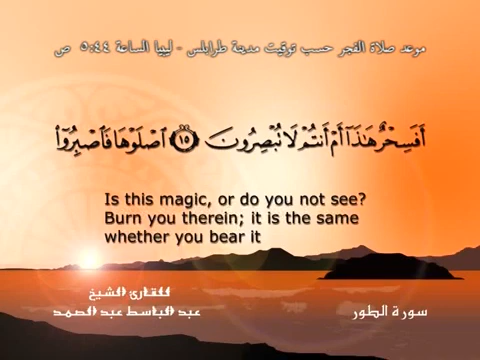 موعد صلاة الفجر حسب توقيت مدينة طرابلس - ليبيا الساعة ٥:٤٤ ص
أَفَسِحْرٌ هَٰذَا أَمْ أَنتُمْ لَا تُبْصِرُونَ ١٥ اصْلَوْهَا فَاصْبِرُوا
Is this magic, or do you not see?
Burn you therein; it is the same
whether you bear it
للقارئ الشيخ
عبد الباسط عبد الصمد
سورة الطور